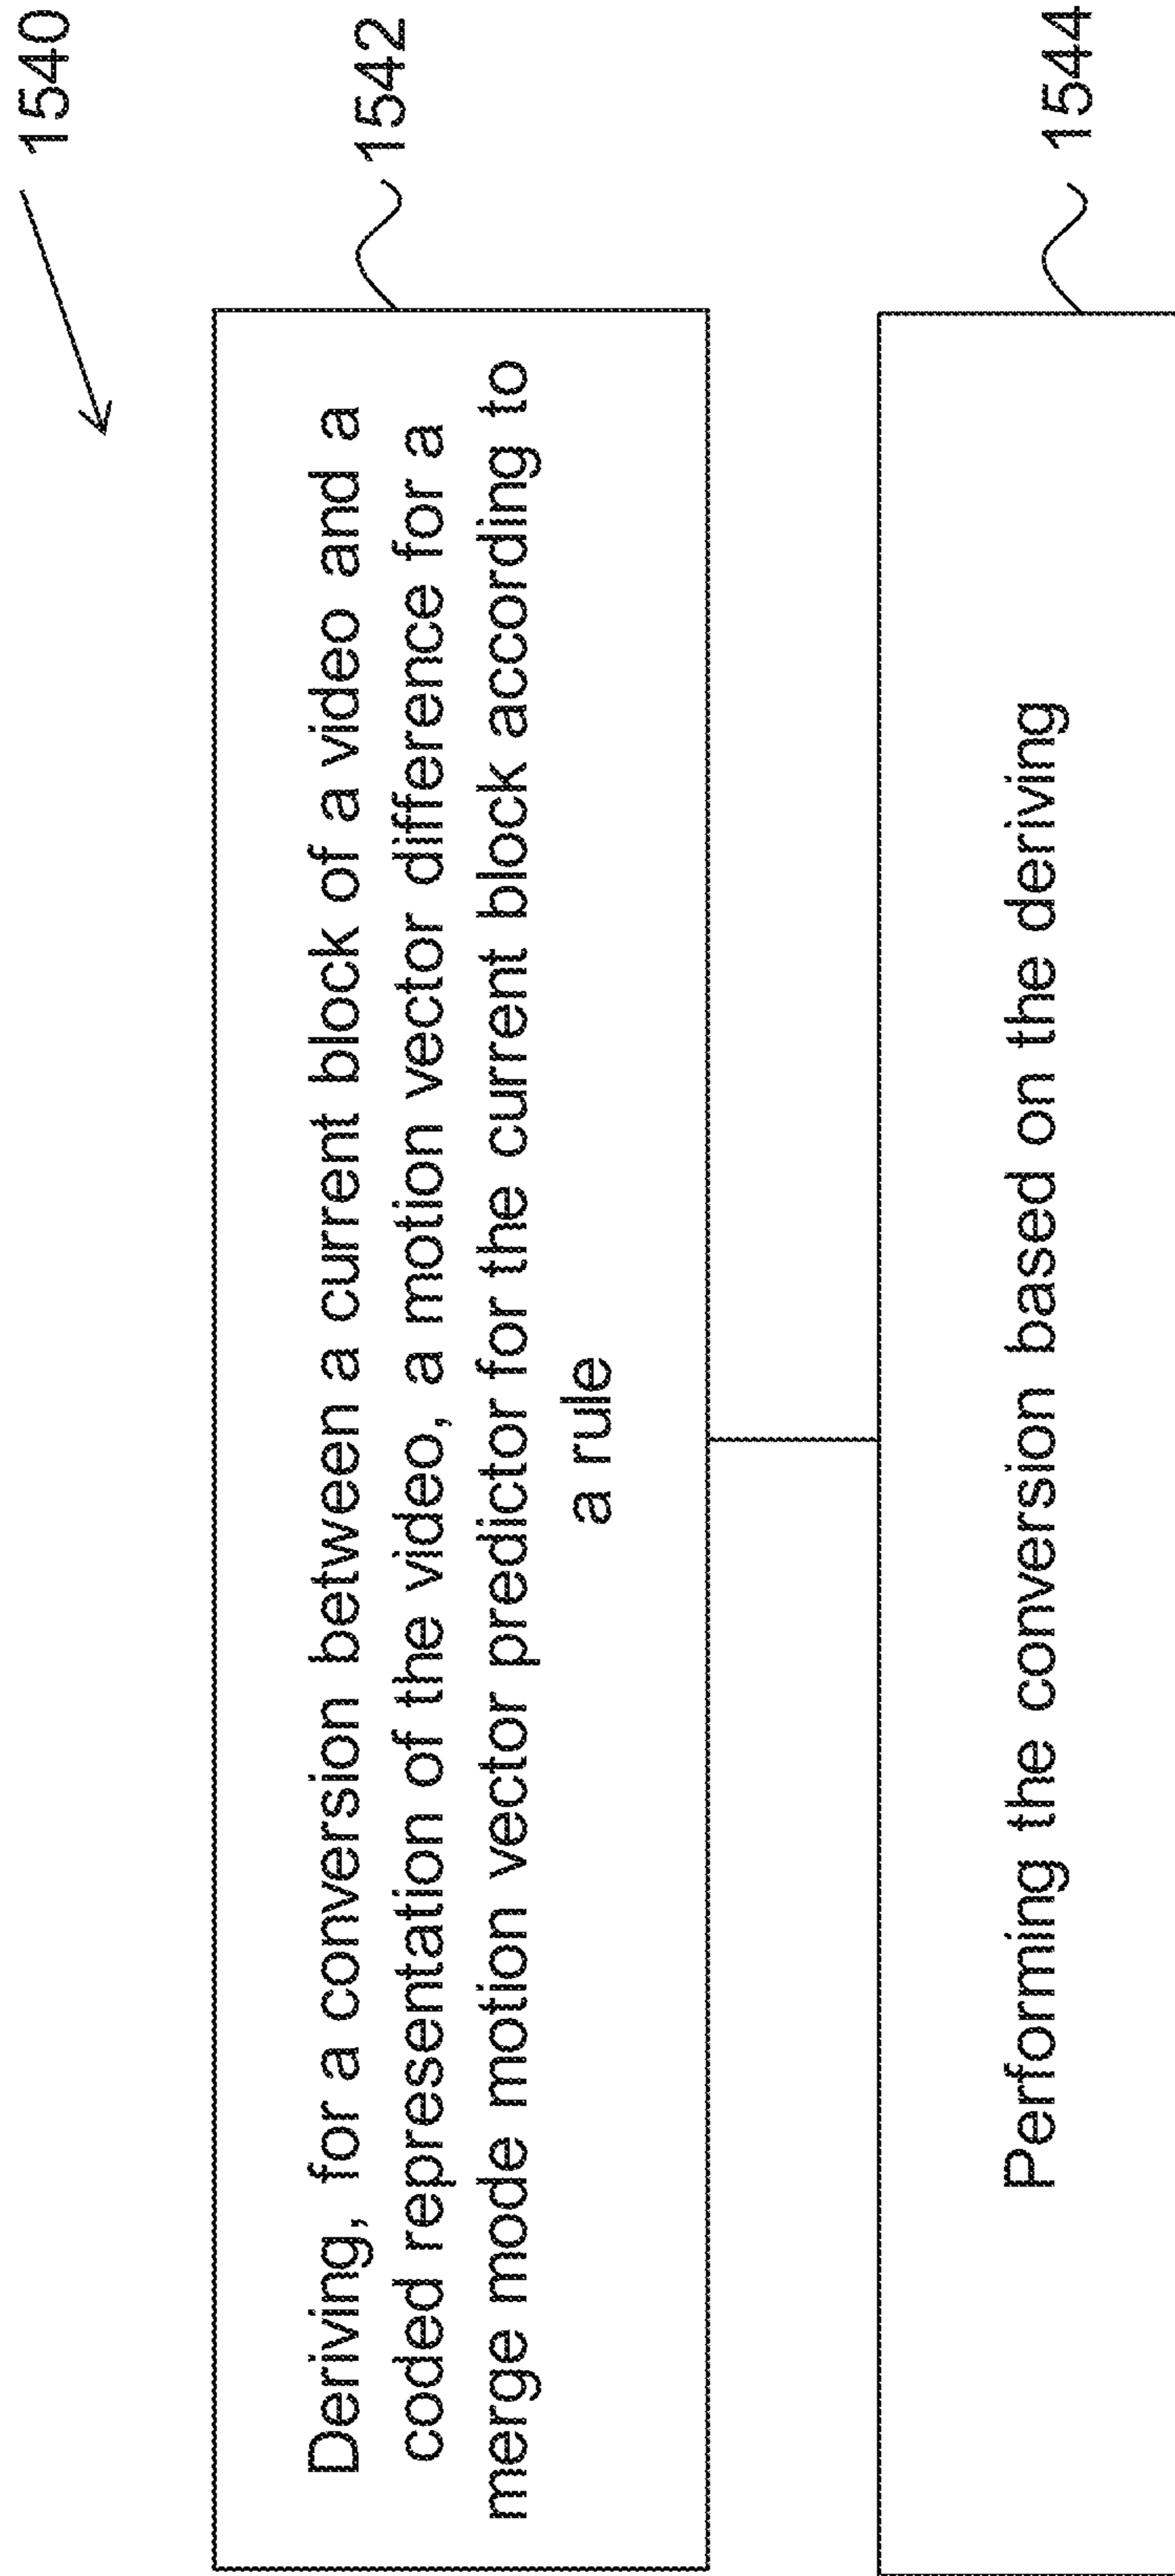 1540
Deriving, for a conversion between a current block of a video and a
coded representation of the video, a motion vector difference for a
merge mode motion vector predictor for the current block according to
a rule
1542
Performing the conversion based on the deriving
1544